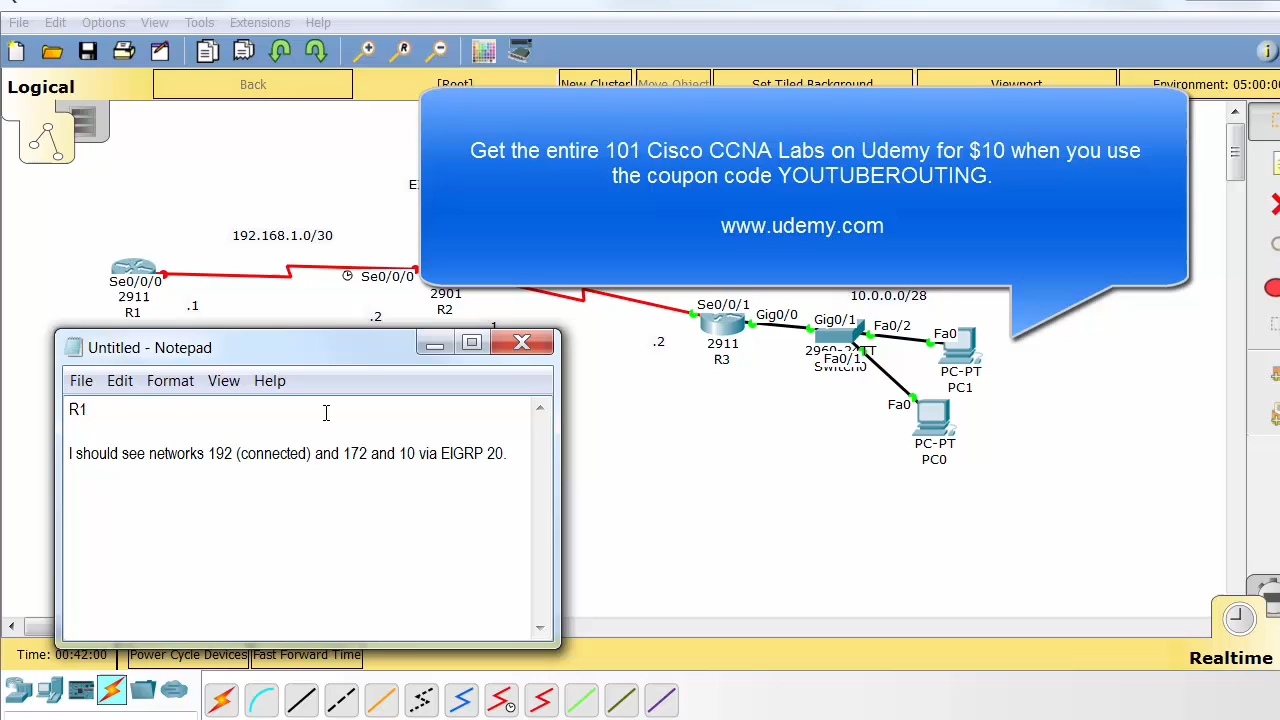 File Edit Options View Tools Extensions Help
Logical
Back
[Root]
New Cluster
Move Object
Set Tiled Background
Viewport
Environment: 05:00:00
Get the entire 101 Cisco CCNA Labs on Udemy for $10 when you use
the coupon code YOUTUBEROUTING.
www.udemy.com
192.168.1.0/30
Se0/0/0
2911
R1
.1
Se0/0/0
2901
R2
.2
.1
10.0.0.0/28
Se0/0/1
Gig0/0
2911
R3
.2
Gig0/1
Fa0/2
Fa0/1
Switch0
Fa0
PC-PT
PC1
Fa0
PC-PT
PC0
Untitled - Notepad
File Edit Format View Help
R1
I should see networks 192 (connected) and 172 and 10 via EIGRP 20.
Time: 00:42:00
Power Cycle Devices
Fast Forward Time
Realtime